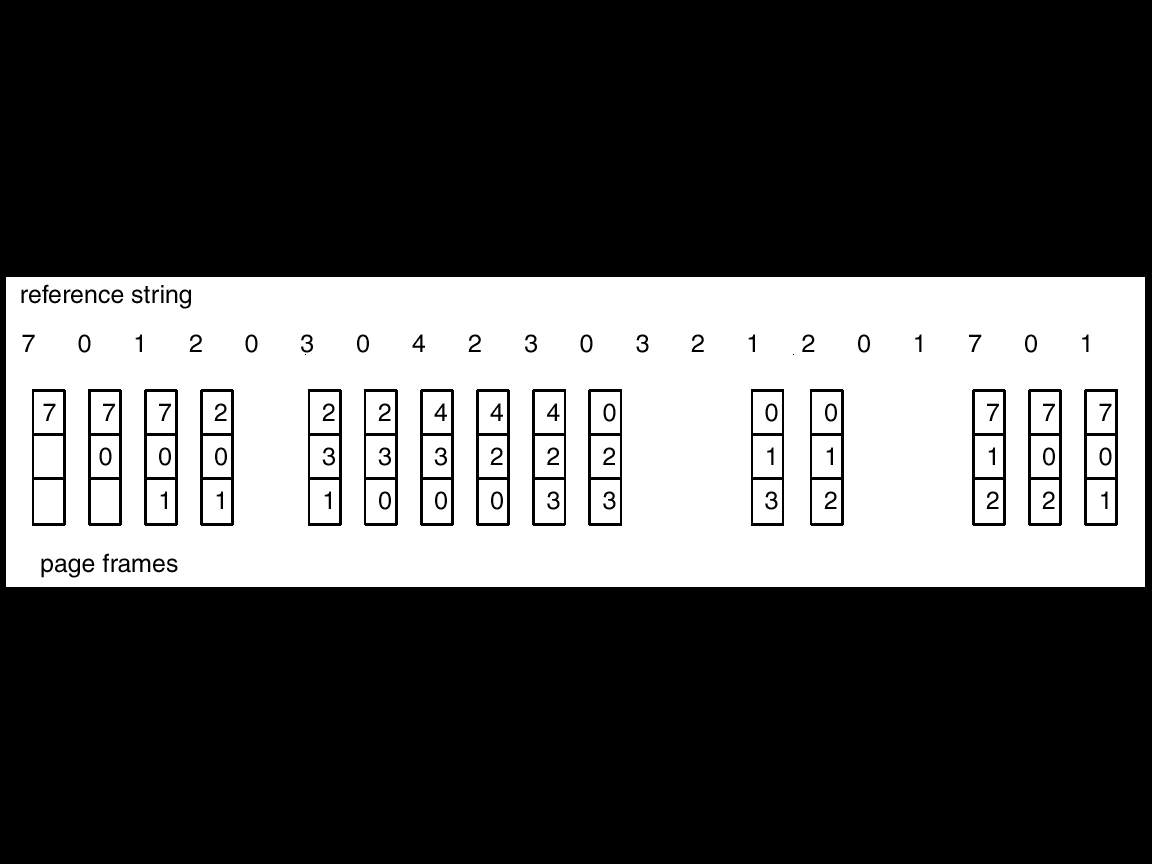 reference string
7 0 1 2 0 3 0 4 2 3 0 3 2 1 2 0 1 7 0 1
7 7 7 2 2 2 4 4 4 0 0 0 7 7 7
0 0 0 3 3 3 2 2 2 1 1 1 0 0
1 1 1 0 0 0 3 3 3 2 2 2 1
page frames